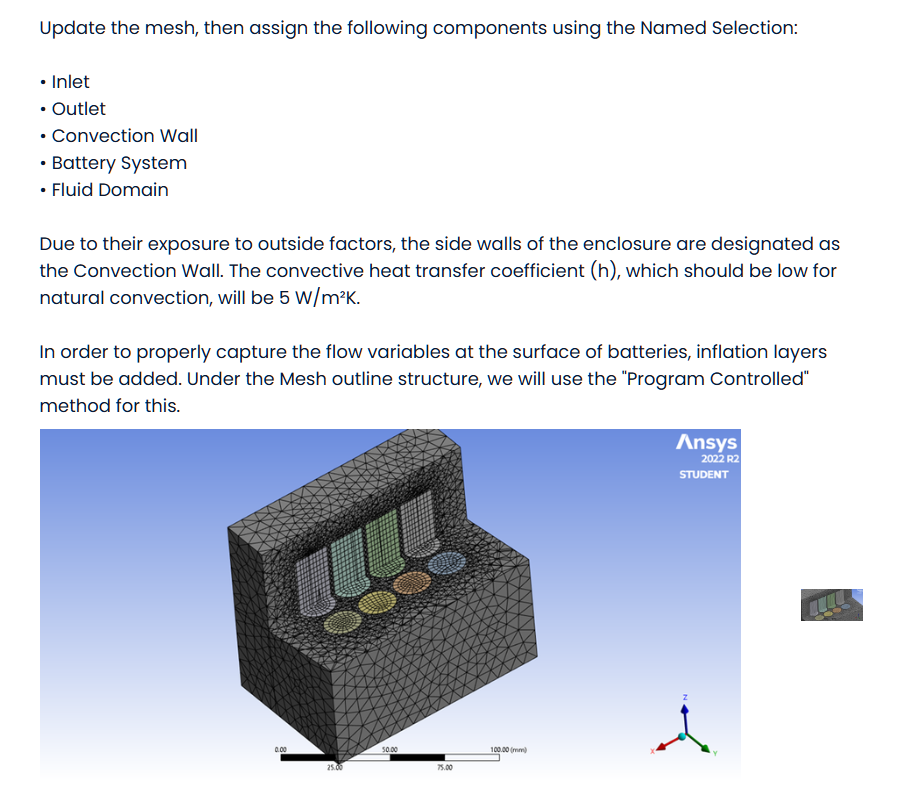 Update the mesh, then assign the following components using the Named Selection:
• Inlet
• Outlet
• Convection Wall
• Battery System
• Fluid Domain
Due to their exposure to outside factors, the side walls of the enclosure are designated as
the Convection Wall. The convective heat transfer coefficient (h), which should be low for
natural convection, will be 5 W/m²K.
In order to properly capture the flow variables at the surface of batteries, inflation layers
must be added. Under the Mesh outline structure, we will use the "Program Controlled"
method for this.
Ansys
2022 R2
STUDENT
Z
X
Y
0.00 50.00 100.00 (mm)
25.00 75.00